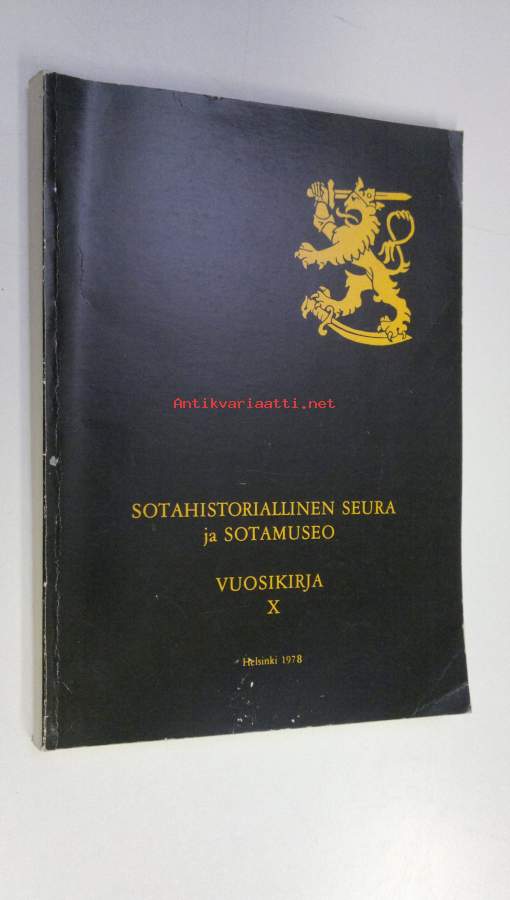 Antikvariaatti.net
SOTAHISTORIALLINEN SEURA
ja SOTAMUSEO
VUOSIKIRJA
X
Helsinki 1978